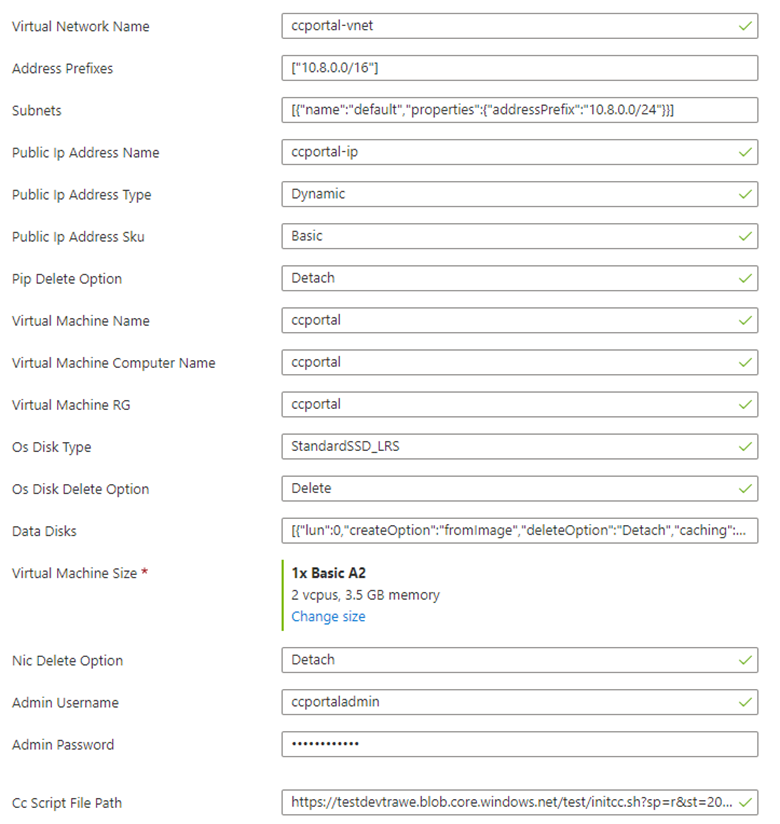 Virtual Network Name ccportal-vnet
Address Prefixes ["10.8.0.0/16"]
Subnets [{"name":"default","properties":{"addressPrefix":"10.8.0.0/24"}}]
Public Ip Address Name ccportal-ip
Public Ip Address Type Dynamic
Public Ip Address Sku Basic
Pip Delete Option Detach
Virtual Machine Name ccportal
Virtual Machine Computer Name ccportal
Virtual Machine RG ccportal
Os Disk Type StandardSSD_LRS
Os Disk Delete Option Delete
Data Disks [{"lun":0,"createOption":"fromImage","deleteOption":"Detach","caching":...
Virtual Machine Size * 1x Basic A2
2 vcpus, 3.5 GB memory
Change size
Nic Delete Option Detach
Admin Username ccportaladmin
Admin Password ••••••••••••
Cc Script File Path https://testdevtrawe.blob.core.windows.net/test/initcc.sh?sp=r&st=20...